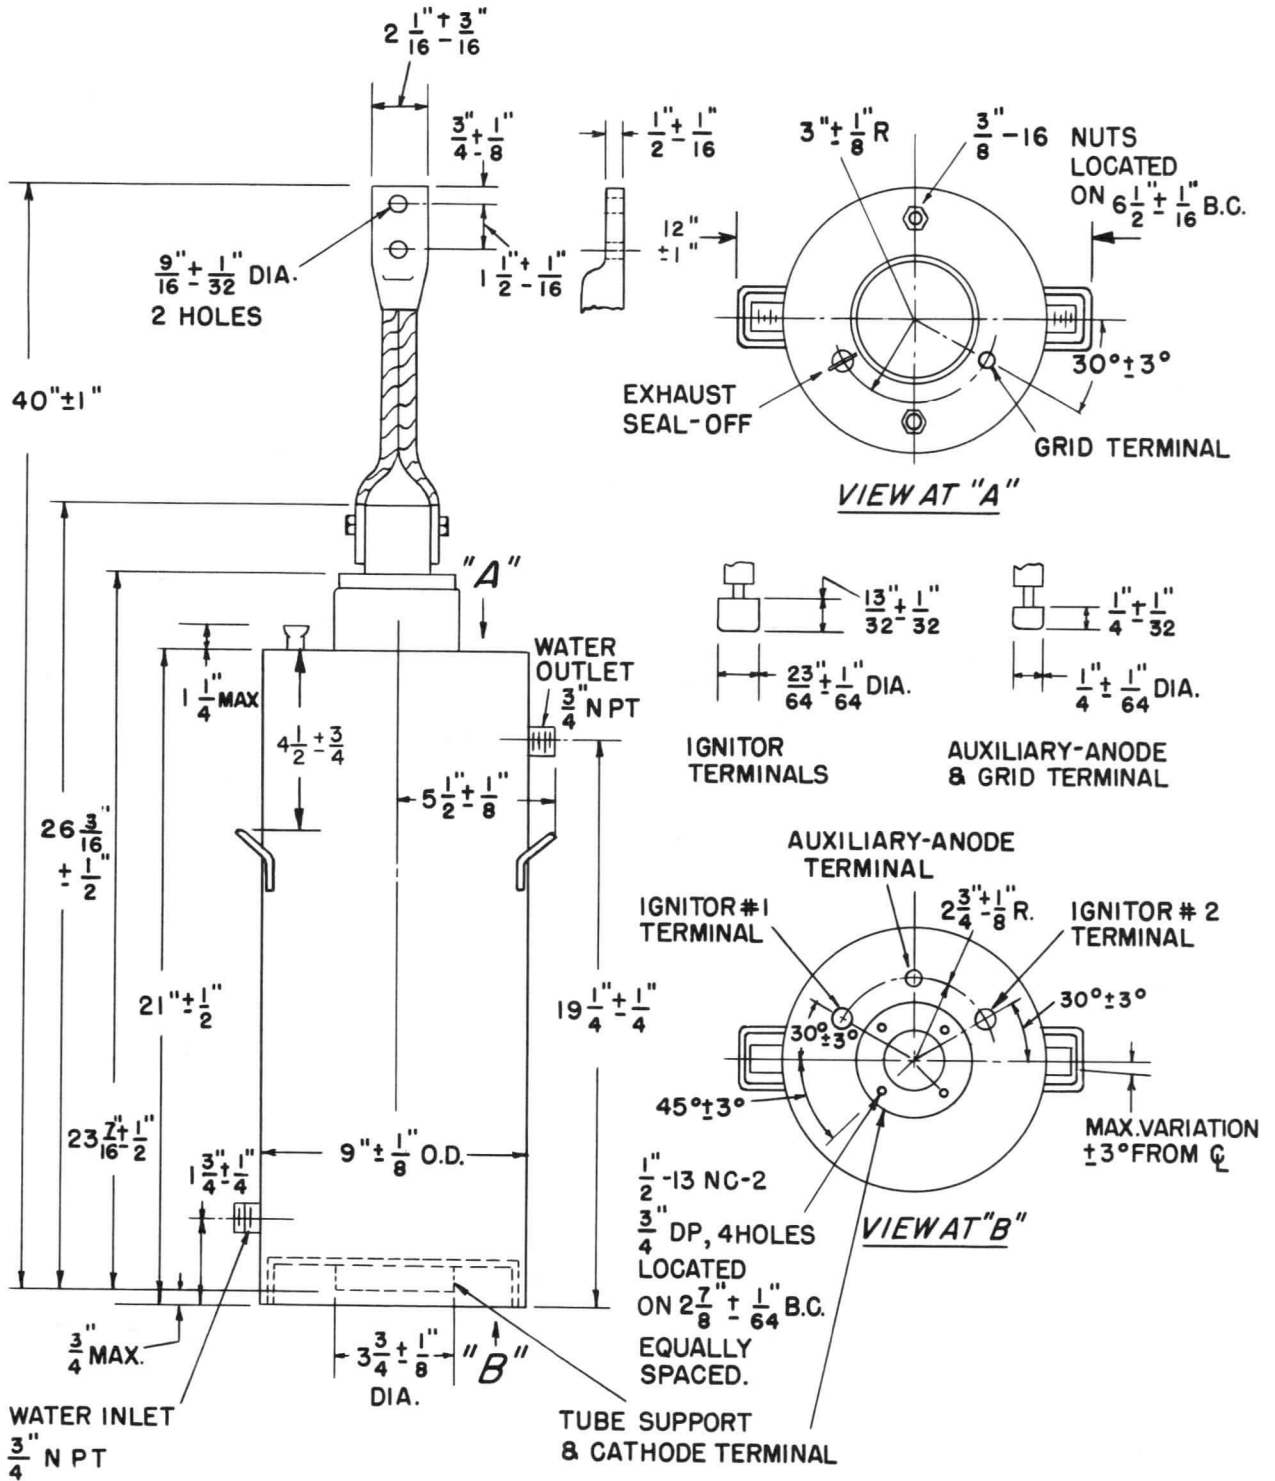 2 1/16" ± 3/16
3/4" ± 1/8"
1/2" ± 1/16"
9/16" ± 1/32" DIA.
2 HOLES
1 1/2" ± 1/16"
12"
±1"
3" ± 1/8" R
3/8"-16 NUTS
LOCATED
ON 6 1/2" ± 1/16" B.C.
30° ± 3°
EXHAUST
SEAL-OFF
GRID TERMINAL
VIEW AT "A"
40" ± 1"
"A"
WATER
OUTLET
3/4" NPT
1 1/4" MAX
4 1/2 ± 3/4
5 1/2" ± 1/8"
26 3/16"
± 1/2"
13/32" ± 1/32"
23/64" ± 1/64" DIA.
IGNITOR
TERMINALS
1/4" ± 1/32"
1/4" ± 1/64" DIA.
AUXILIARY-ANODE
& GRID TERMINAL
21" ± 1/2"
19 1/4" ± 1/4"
23 7/16" ± 1/2"
9" ± 1/8" O.D.
1 3/4" ± 1/4"
3/4" MAX.
3 3/4" ± 1/8"
DIA.
"B"
WATER INLET
3/4" NPT
TUBE SUPPORT
& CATHODE TERMINAL
AUXILIARY-ANODE
TERMINAL
IGNITOR #1
TERMINAL
2 3/4" ± 1/8" R.
IGNITOR #2
TERMINAL
30° ± 3°
30° ± 3°
45° ± 3°
MAX. VARIATION
±3° FROM ℄
1/2"-13 NC-2
3/4" DP, 4 HOLES
LOCATED
ON 2 7/8" ± 1/64" B.C.
EQUALLY
SPACED.
VIEW AT "B"